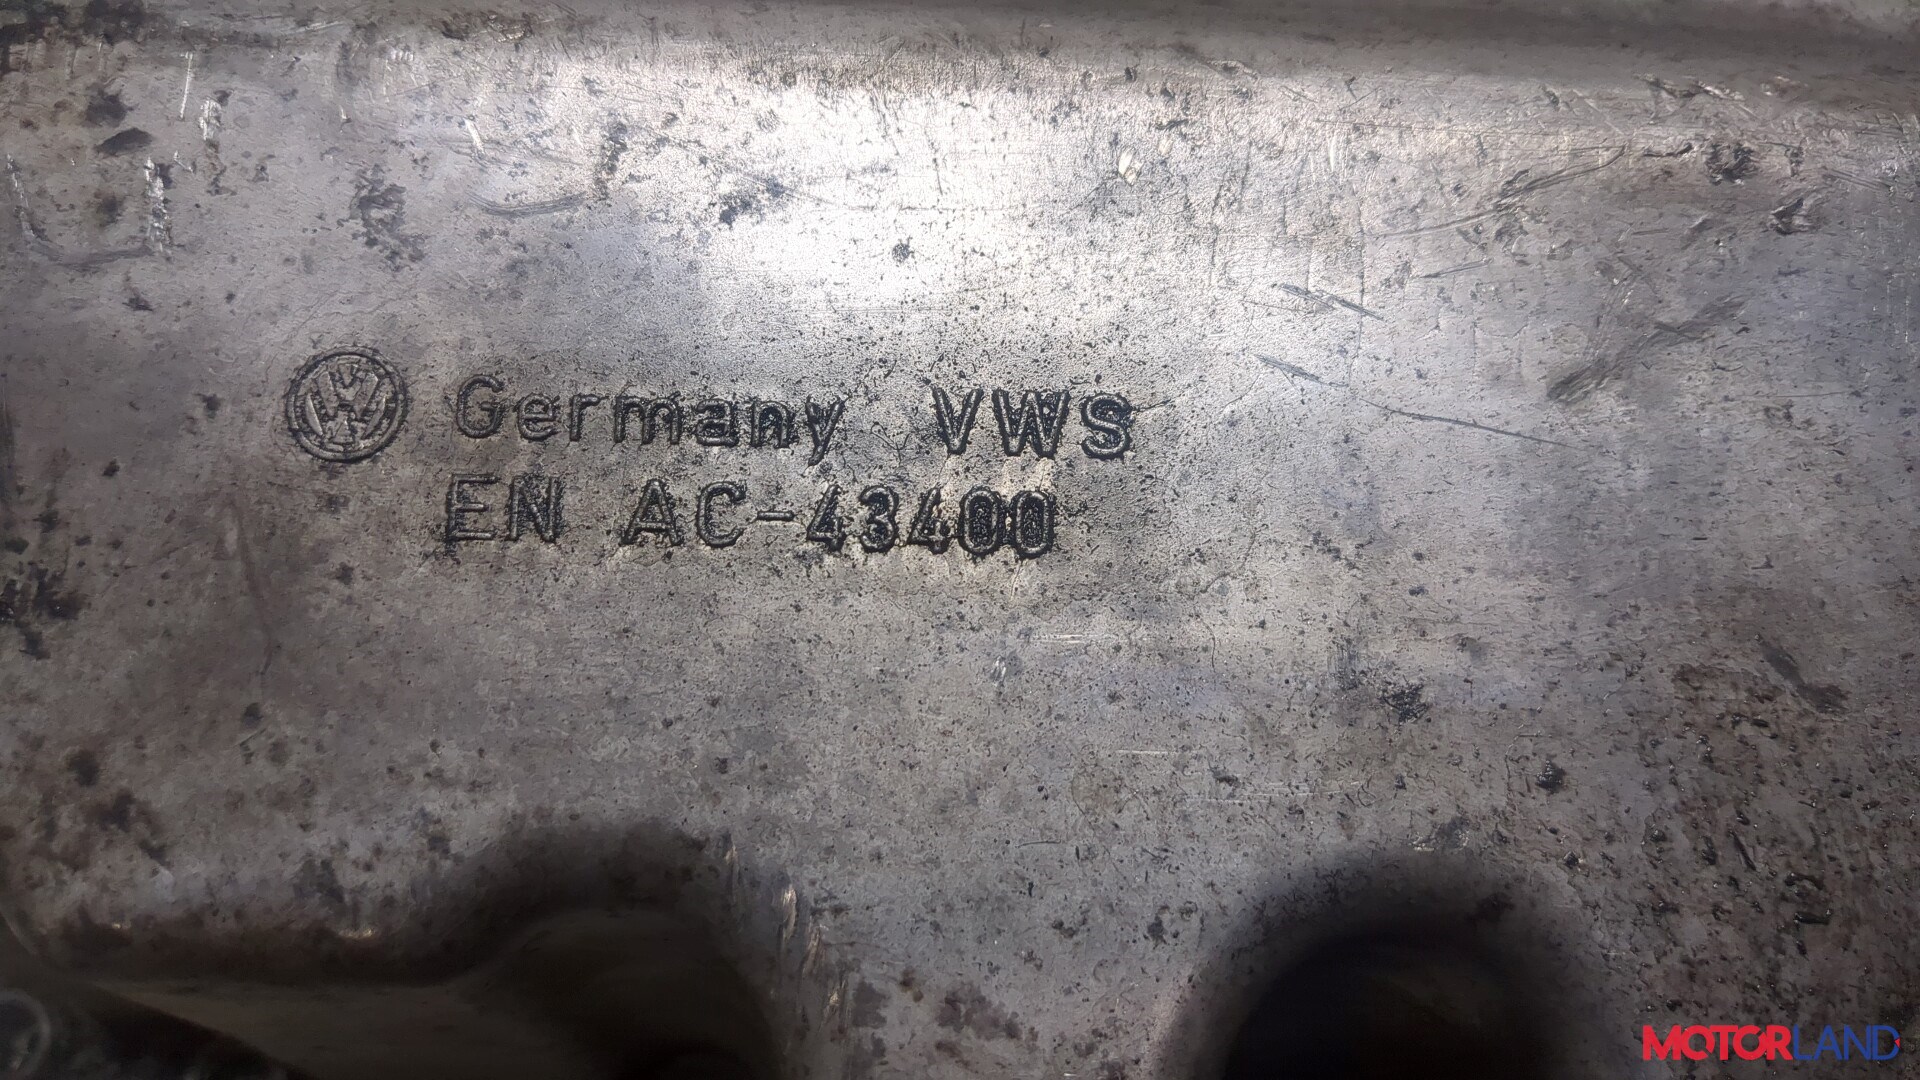 Germany VWS
EN AC-43400
MOTORLAND